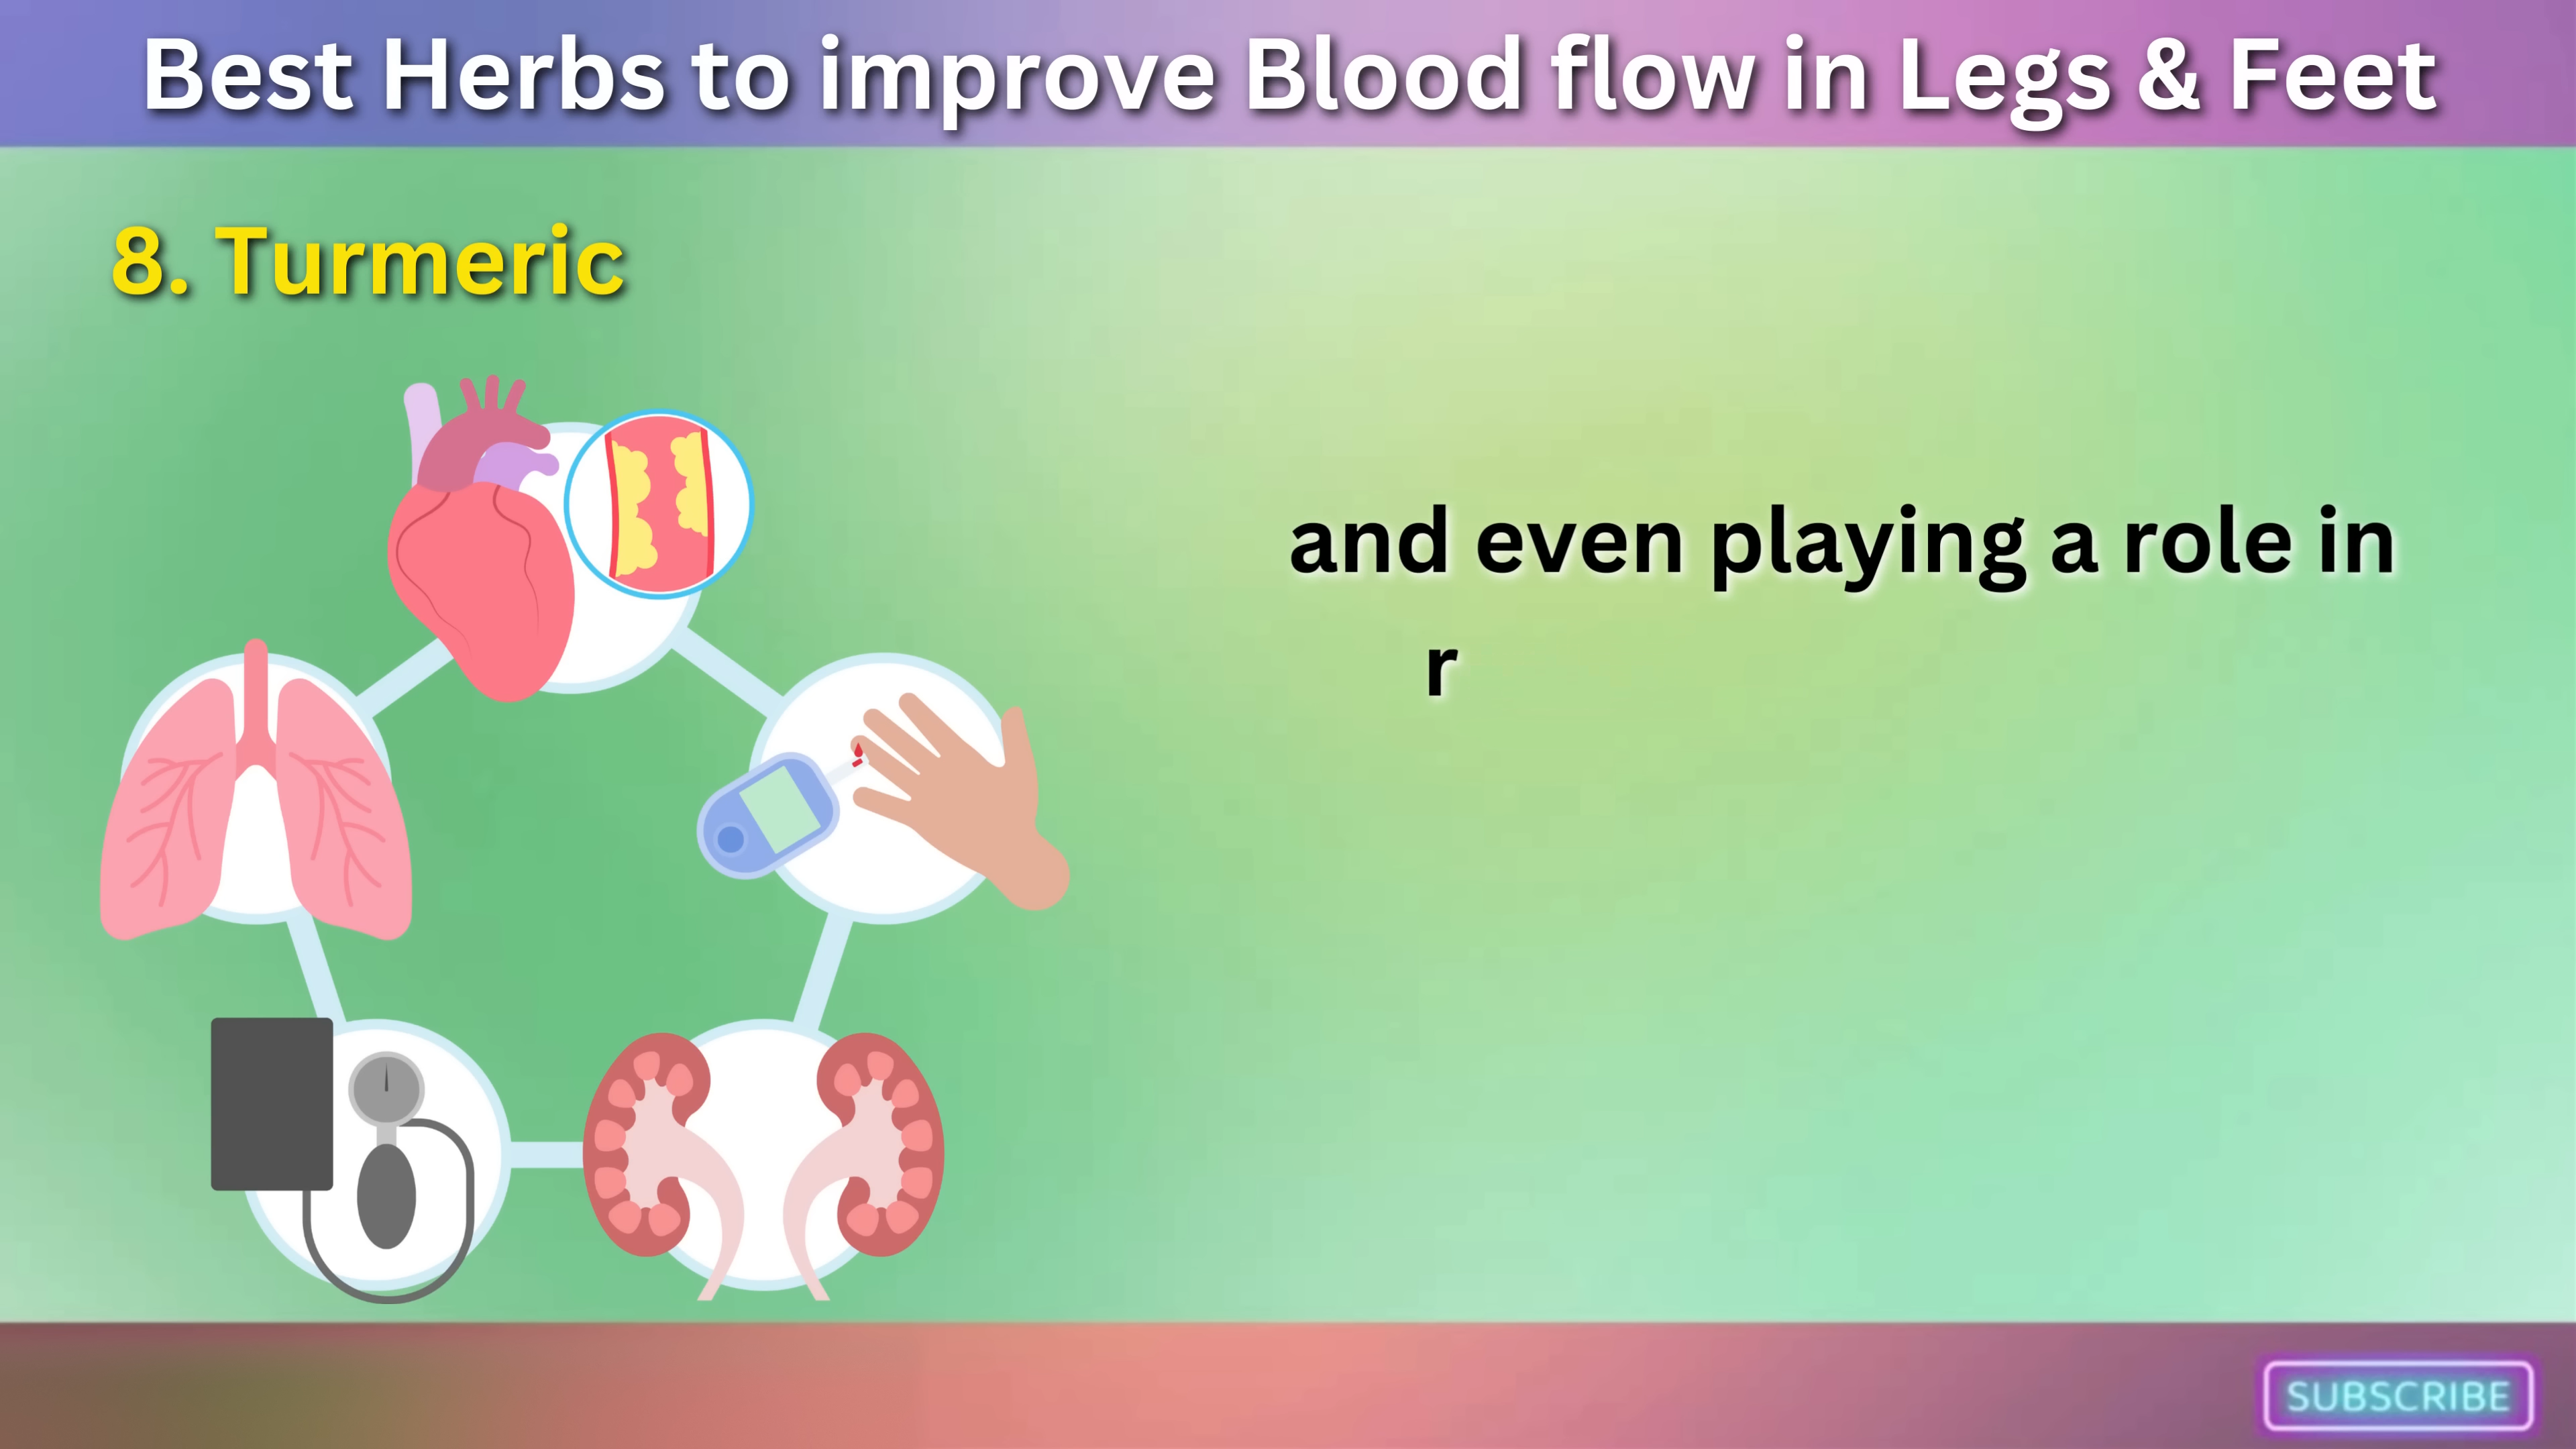 Best Herbs to improve Blood flow in Legs & Feet
8. Turmeric
and even playing a role in
r
SUBSCRIBE